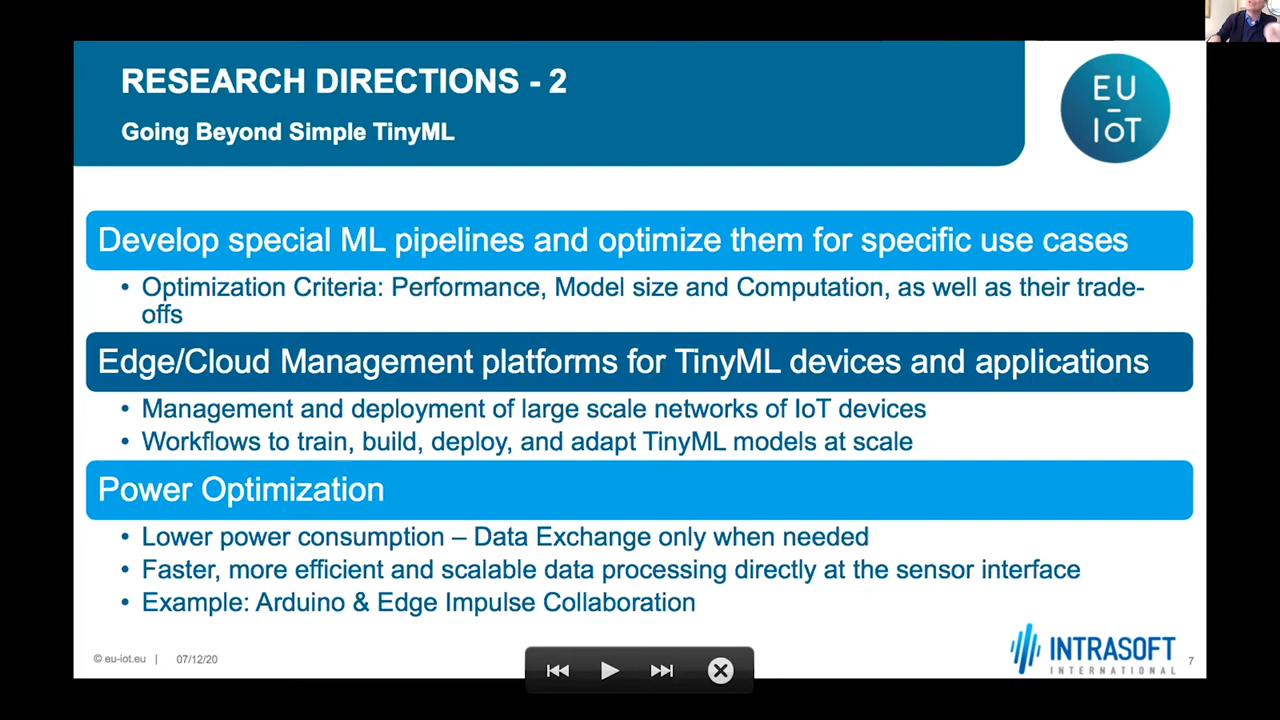 RESEARCH DIRECTIONS - 2
Going Beyond Simple TinyML
EU
–
IoT
Develop special ML pipelines and optimize them for specific use cases
• Optimization Criteria: Performance, Model size and Computation, as well as their trade-
offs
Edge/Cloud Management platforms for TinyML devices and applications
• Management and deployment of large scale networks of IoT devices
• Workflows to train, build, deploy, and adapt TinyML models at scale
Power Optimization
• Lower power consumption – Data Exchange only when needed
• Faster, more efficient and scalable data processing directly at the sensor interface
• Example: Arduino & Edge Impulse Collaboration
© eu-iot.eu | 07/12/20
INTRASOFT
INTERNATIONAL
7